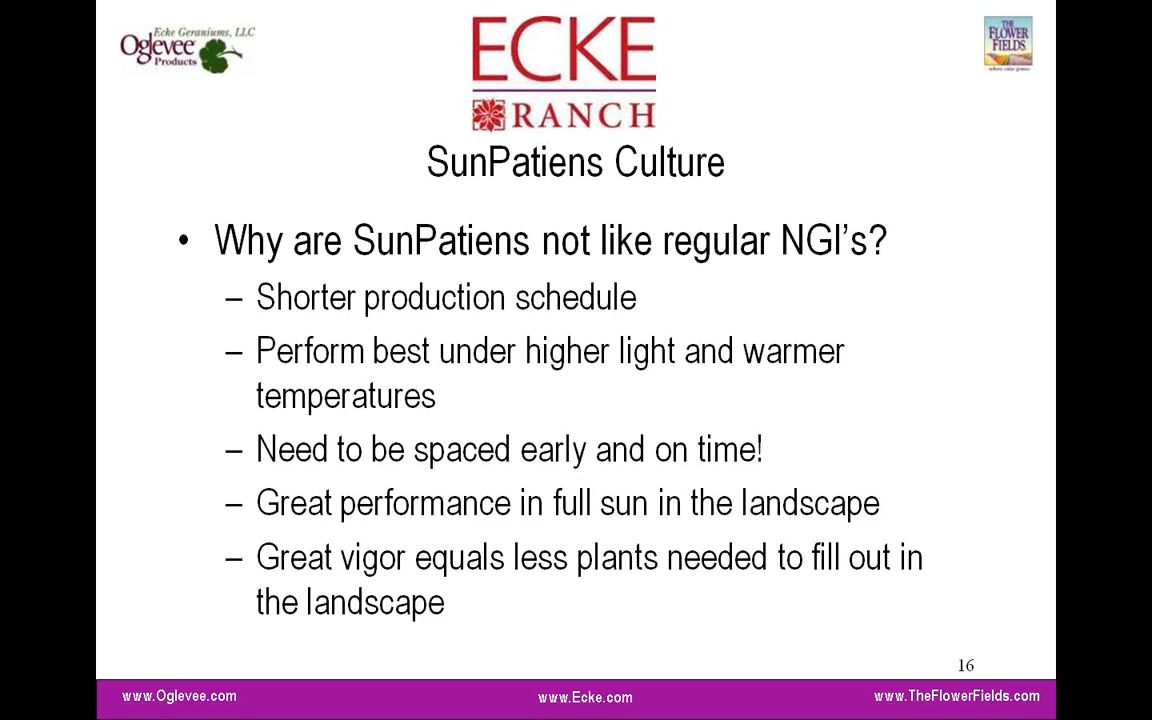 Ecke Geraniums, LLC
Oglevee
Products
ECKE
RANCH
THE
FLOWER
FIELDS
SunPatiens Culture
• Why are SunPatiens not like regular NGI's?
– Shorter production schedule
– Perform best under higher light and warmer
temperatures
– Need to be spaced early and on time!
– Great performance in full sun in the landscape
– Great vigor equals less plants needed to fill out in
the landscape
16
www.Oglevee.com
www.Ecke.com
www.TheFlowerFields.com